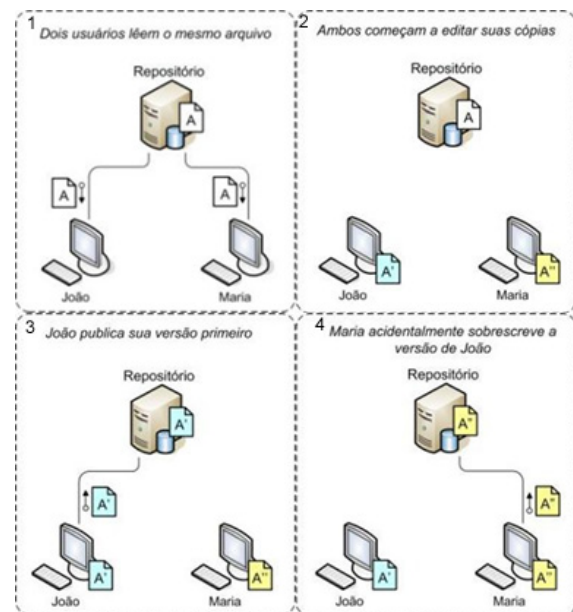 1
Dois usuários lêem o mesmo arquivo
Repositório
A
A
A
João
Maria
2
Ambos começam a editar suas cópias
Repositório
A
A'
A''
João
Maria
3
João publica sua versão primeiro
Repositório
A'
A'
A'
A''
João
Maria
4
Maria acidentalmente sobrescreve a
versão de João
Repositório
A''
A''
A'
A''
João
Maria